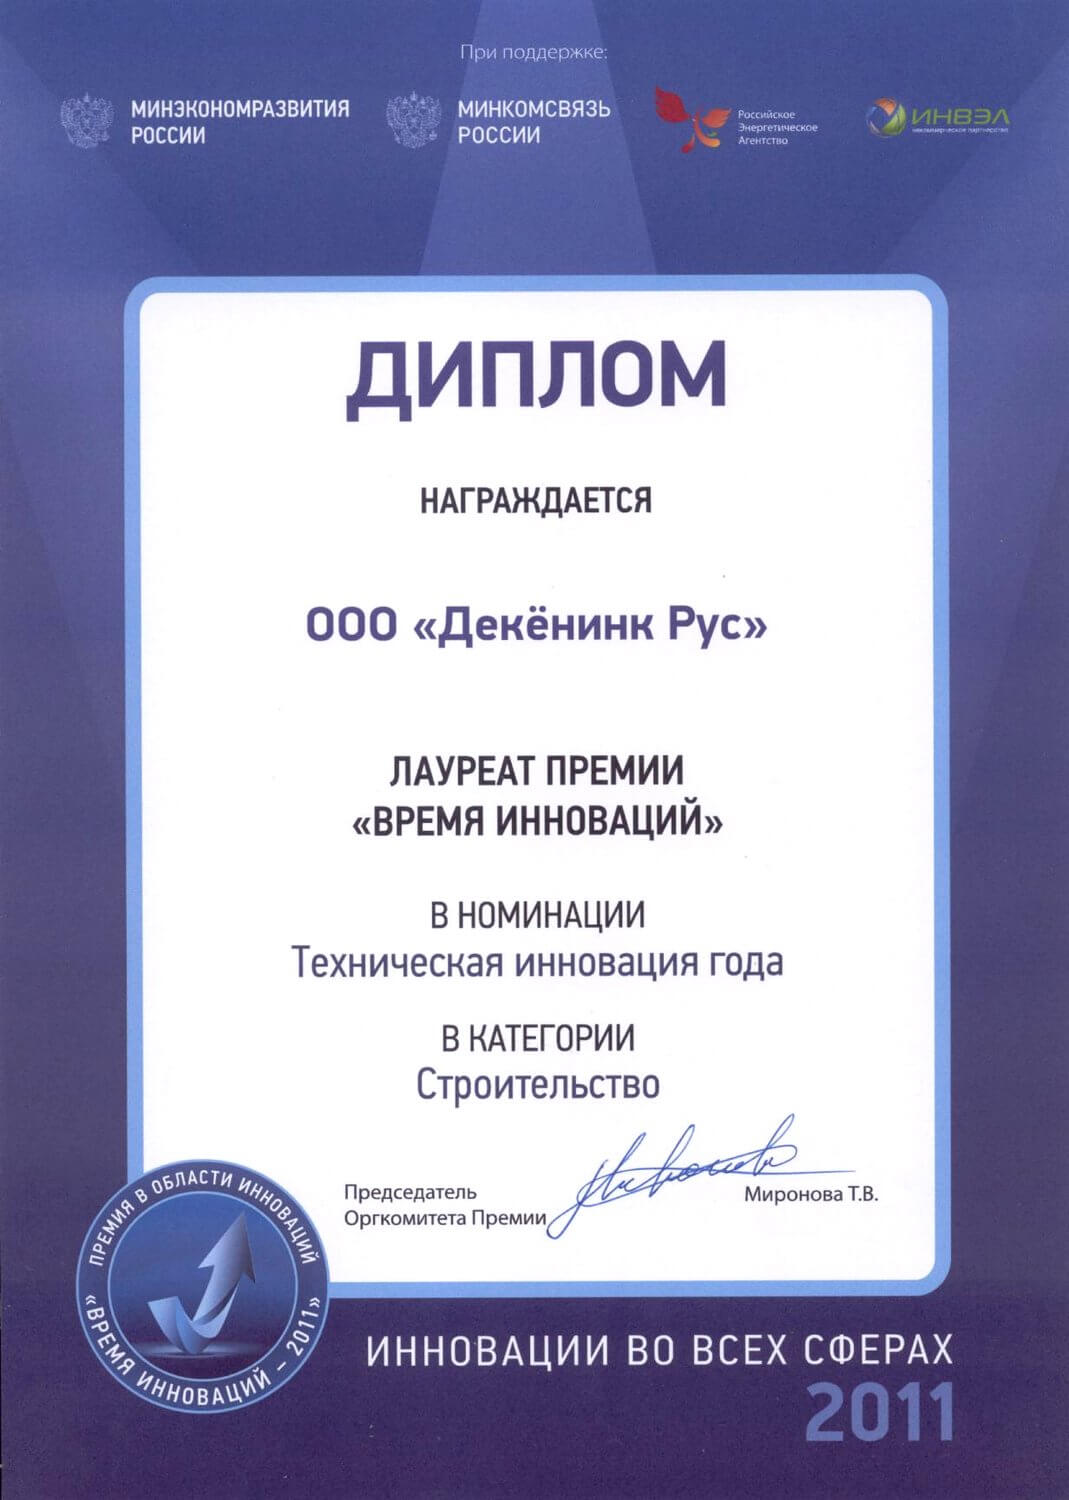 При поддержке:
МИНЭКОНОМРАЗВИТИЯ
РОССИИ
МИНКОМСВЯЗЬ
РОССИИ
Российское
Энергетическое
Агентство
ИНВЭЛ
некоммерческое партнерство
ДИПЛОМ
НАГРАЖДАЕТСЯ
ООО «Декёнинк Рус»
ЛАУРЕАТ ПРЕМИИ
«ВРЕМЯ ИННОВАЦИЙ»
В НОМИНАЦИИ
Техническая инновация года
В КАТЕГОРИИ
Строительство
Председатель
Оргкомитета Премии
Миронова Т.В.
ПРЕМИЯ В ОБЛАСТИ ИННОВАЦИЙ
«ВРЕМЯ ИННОВАЦИЙ – 2011»
ИННОВАЦИИ ВО ВСЕХ СФЕРАХ
2011